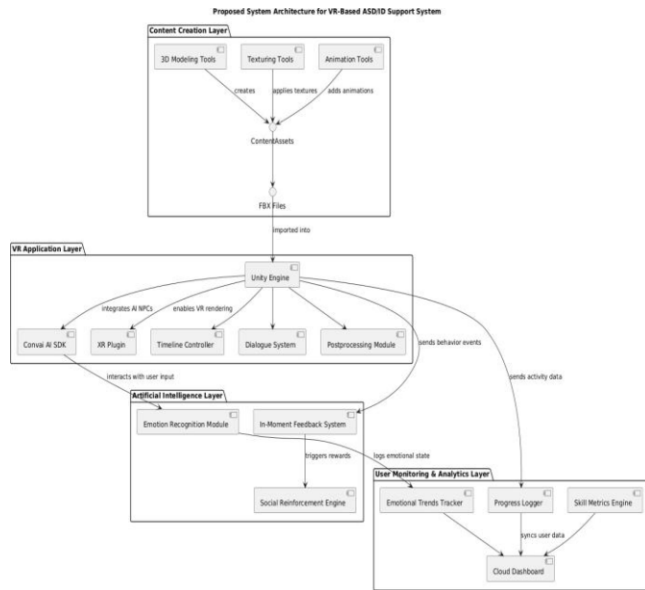 Proposed System Architecture for VR-Based ASD/ID Support System
Content Creation Layer
3D Modeling Tools
Texturing Tools
Animation Tools
creates
applies textures
adds animations
ContentAssets
FBX Files
imported into
VR Application Layer
Unity Engine
integrates AI NPCs
enables VR rendering
Convai AI SDK
XR Plugin
Timeline Controller
Dialogue System
Postprocessing Module
sends behavior events
sends activity data
interacts with user input
Artificial Intelligence Layer
Emotion Recognition Module
In-Moment Feedback System
triggers rewards
logs emotional state
Social Reinforcement Engine
User Monitoring & Analytics Layer
Emotional Trends Tracker
Progress Logger
Skill Metrics Engine
syncs user data
Cloud Dashboard